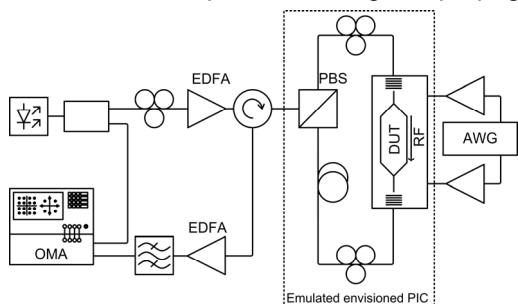 EDFA
PBS
DUT
RF
AWG
EDFA
OMA
Emulated envisioned PIC